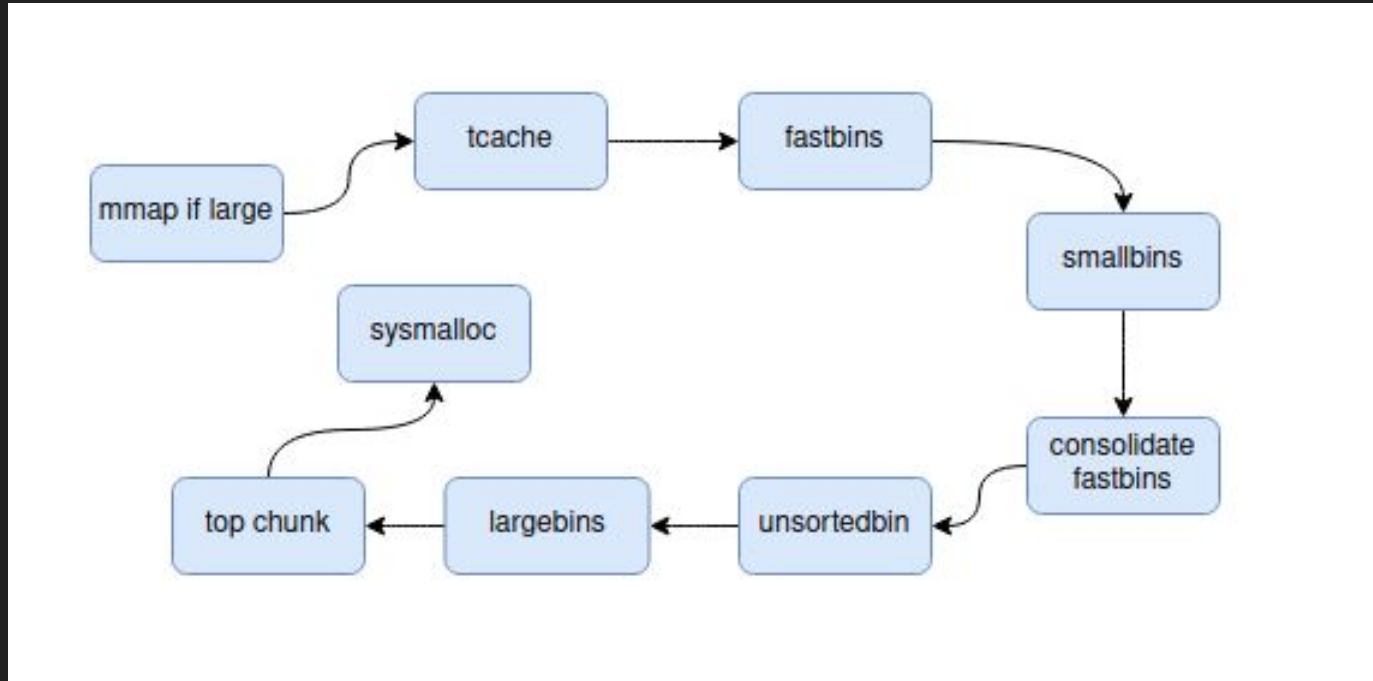 mmap if large
tcache
fastbins
smallbins
consolidate
fastbins
unsortedbin
largebins
top chunk
sysmalloc